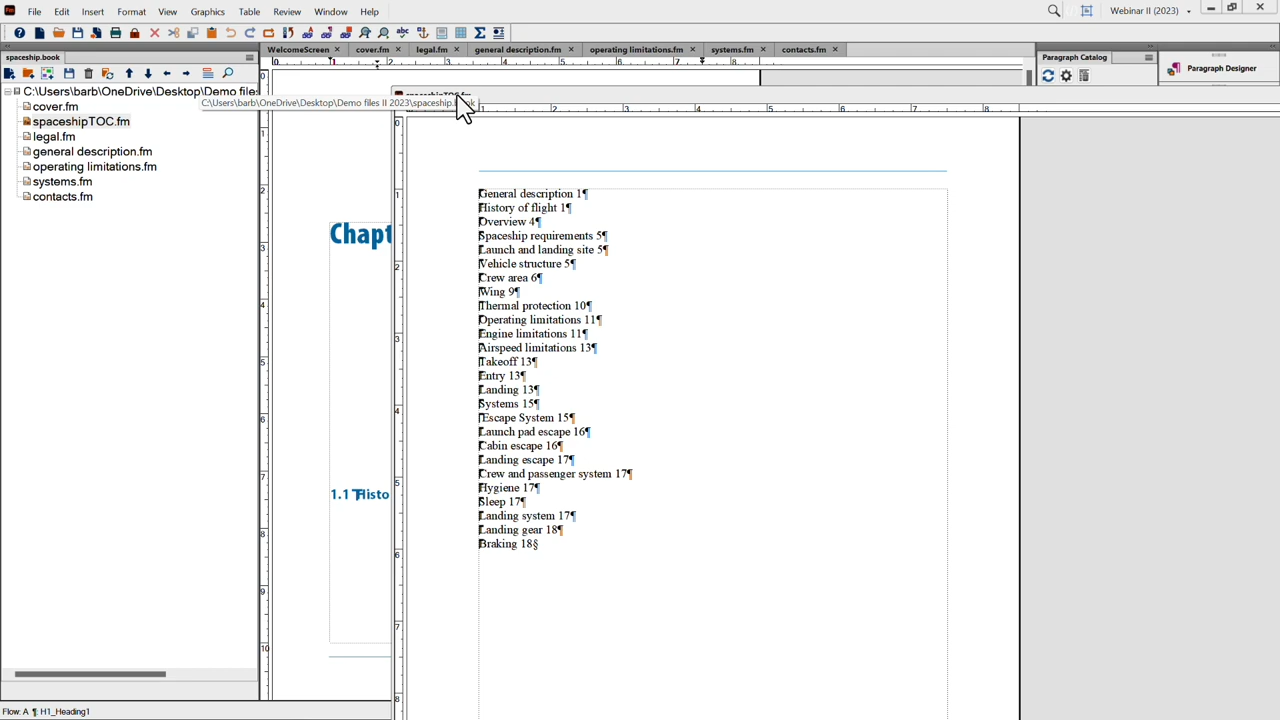 Fm File Edit Insert Format View Graphics Table Review Window Help Webinar II (2023)
spaceship.book
WelcomeScreen × cover.fm × legal.fm × general description.fm × operating limitations.fm × systems.fm × contacts.fm ×
Paragraph Catalog
Paragraph Designer
C:\Users\barb\OneDrive\Desktop\Demo file
C:\Users\barb\OneDrive\Desktop\Demo files II 2023\spaceship.book
cover.fm
spaceshipTOC.fm
legal.fm
general description.fm
operating limitations.fm
systems.fm
contacts.fm
Chapt
1.1 Histo
General description 1¶
History of flight 1¶
Overview 4¶
Spaceship requirements 5¶
Launch and landing site 5¶
Vehicle structure 5¶
Crew area 6¶
Wing 9¶
Thermal protection 10¶
Operating limitations 11¶
Engine limitations 11¶
Airspeed limitations 13¶
Takeoff 13¶
Entry 13¶
Landing 13¶
Systems 15¶
Escape System 15¶
Launch pad escape 16¶
Cabin escape 16¶
Landing escape 17¶
Crew and passenger system 17¶
Hygiene 17¶
Sleep 17¶
Landing system 17¶
Landing gear 18¶
Braking 18§
Flow: A ¶: H1_Heading1